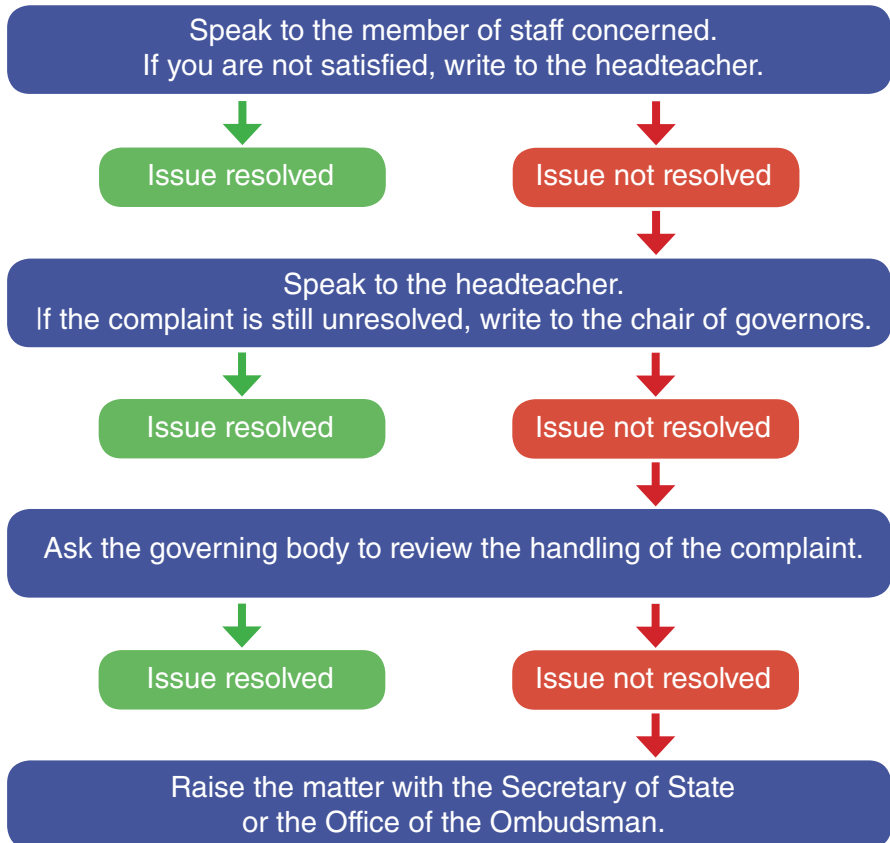 Speak to the member of staff concerned.
If you are not satisfied, write to the headteacher.
Issue resolved
Issue not resolved
Speak to the headteacher.
If the complaint is still unresolved, write to the chair of governors.
Issue resolved
Issue not resolved
Ask the governing body to review the handling of the complaint.
Issue resolved
Issue not resolved
Raise the matter with the Secretary of State
or the Office of the Ombudsman.